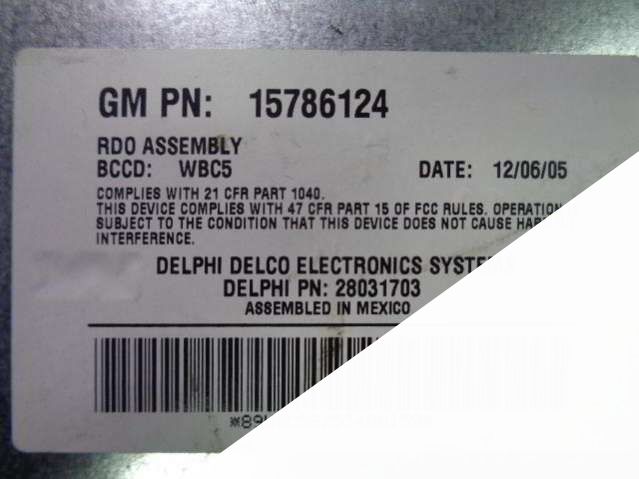 GM PN: 15786124
RDO ASSEMBLY
BCCD: WBC5 DATE: 12/06/05
COMPLIES WITH 21 CFR PART 1040.
THIS DEVICE COMPLIES WITH 47 CFR PART 15 OF FCC RULES. OPERATION
SUBJECT TO THE CONDITION THAT THIS DEVICE DOES NOT CAUSE
INTERFERENCE.
DELPHI DELCO ELECTRONICS
DELPHI PN: 28031703
ASSEMBLED IN MEXICO